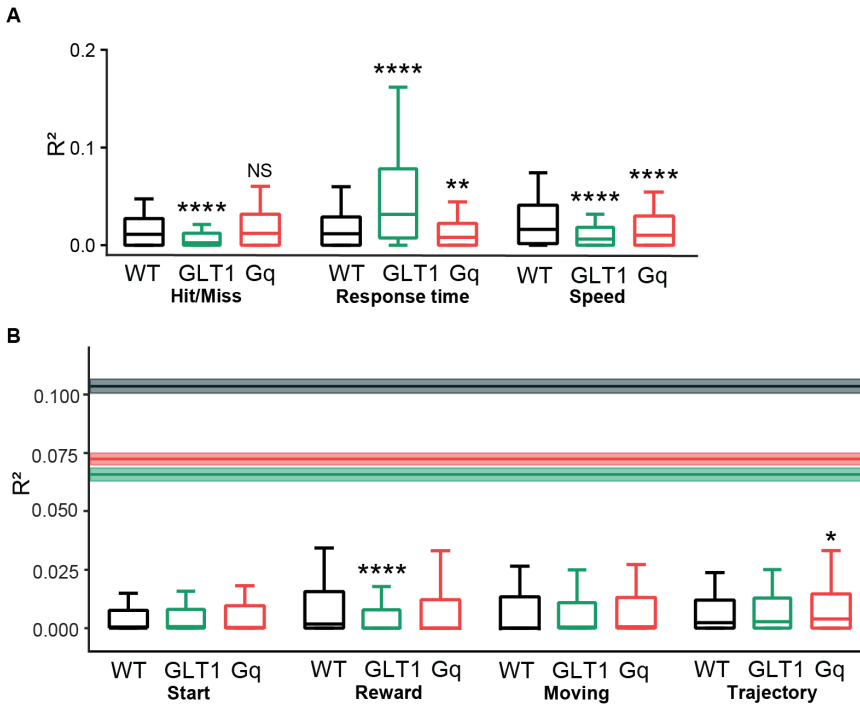 A
0.2
****
NS
R²
0.1
****
**
****
****
0.0
WT GLT1 Gq WT GLT1 Gq WT GLT1 Gq
Hit/Miss Response time Speed
B
0.100
0.075
R²
0.050
0.025
****
*
0.000
WT GLT1 Gq WT GLT1 Gq WT GLT1 Gq WT GLT1 Gq
Start Reward Moving Trajectory